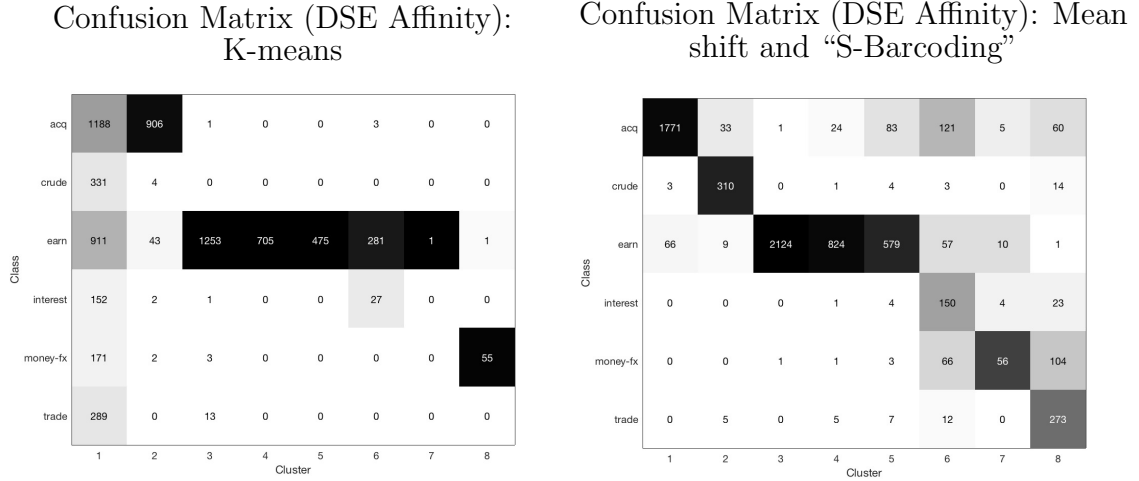 Confusion Matrix (DSE Affinity):
K-means
acq 1188 906 1 0 0 3 0 0
crude 331 4 0 0 0 0 0 0
earn 911 43 1253 705 475 281 1 1
interest 152 2 1 0 0 27 0 0
money-fx 171 2 3 0 0 0 0 55
trade 289 0 13 0 0 0 0 0
Class
1 2 3 4 5 6 7 8
Cluster
Confusion Matrix (DSE Affinity): Mean
shift and “S-Barcoding”
acq 1771 33 1 24 83 121 5 60
crude 3 310 0 1 4 3 0 14
earn 66 9 2124 824 579 57 10 1
interest 0 0 0 1 4 150 4 23
money-fx 0 0 1 1 3 66 56 104
trade 0 5 0 5 7 12 0 273
Class
1 2 3 4 5 6 7 8
Cluster